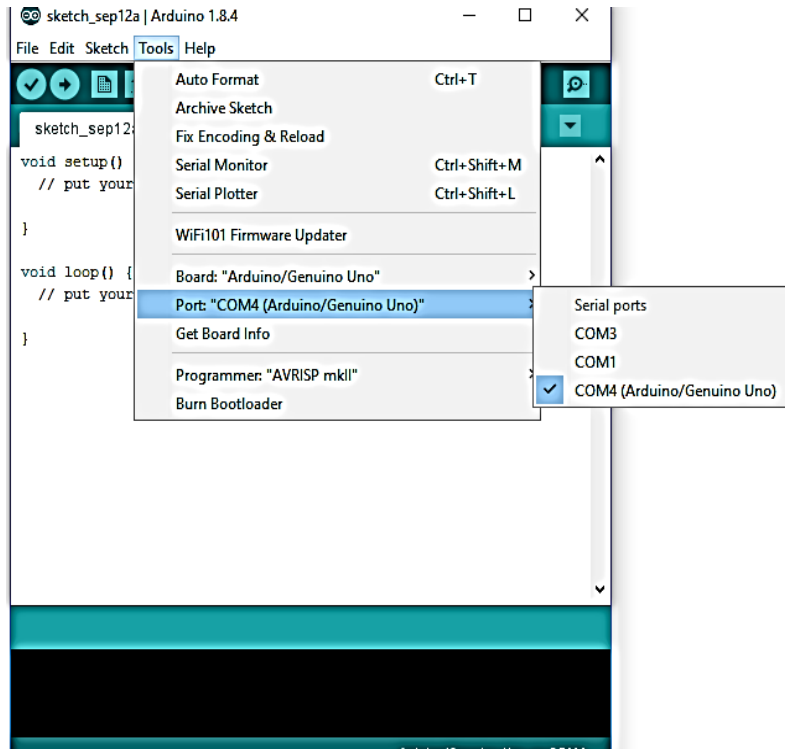 sketch_sep12a | Arduino 1.8.4
File Edit Sketch Tools Help
sketch_sep12
Auto Format Ctrl+T
Archive Sketch
Fix Encoding & Reload
Serial Monitor Ctrl+Shift+M
Serial Plotter Ctrl+Shift+L
WiFi101 Firmware Updater
Board: "Arduino/Genuino Uno"
Port: "COM4 (Arduino/Genuino Uno)"
Get Board Info
Programmer: "AVRISP mkII"
Burn Bootloader
Serial ports
COM3
COM1
COM4 (Arduino/Genuino Uno)
void setup()
// put your
}
void loop() {
// put your
}